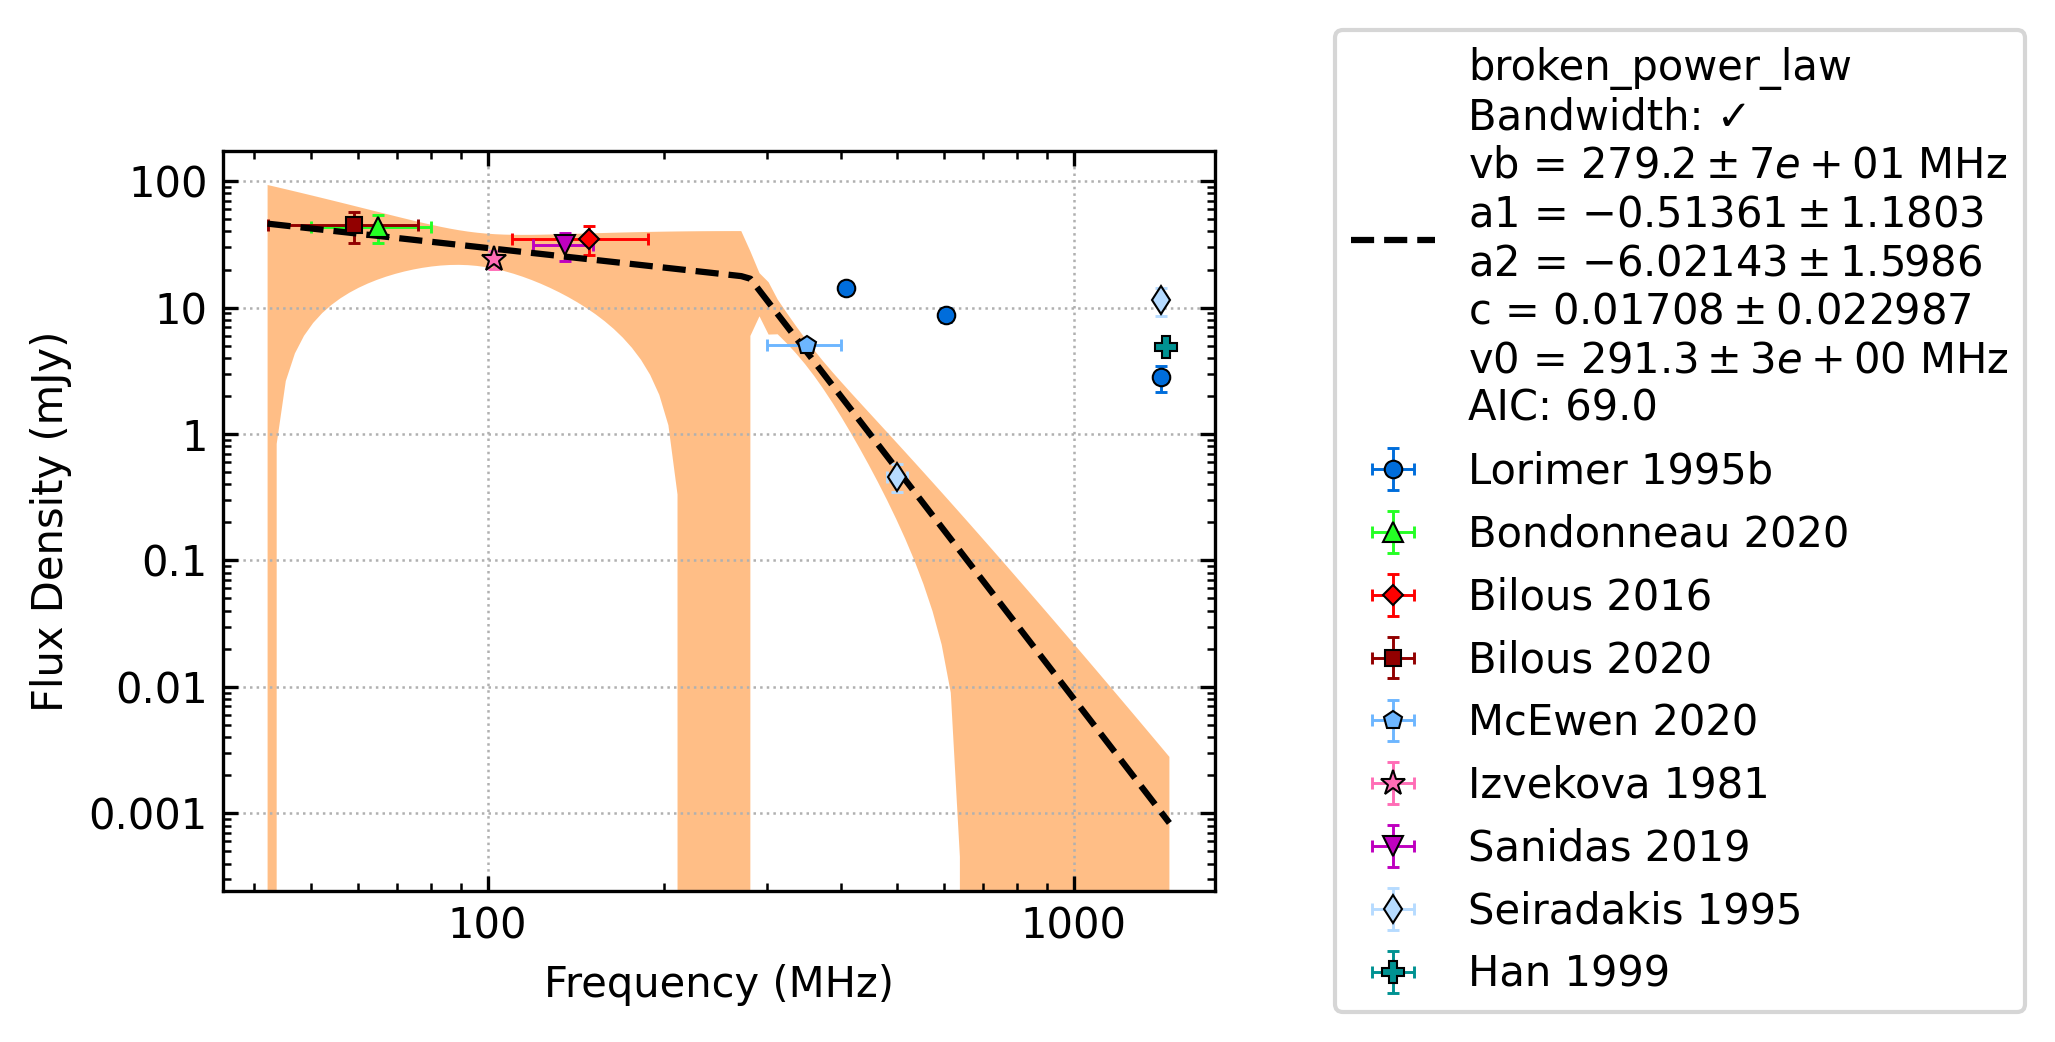 100
10
1
0.1
0.01
0.001
Flux Density (mJy)
100
1000
Frequency (MHz)
broken_power_law
Bandwidth: ✓
vb = 279.2 ± 7e + 01 MHz
a1 = −0.51361 ± 1.1803
a2 = −6.02143 ± 1.5986
c = 0.01708 ± 0.022987
v0 = 291.3 ± 3e + 00 MHz
AIC: 69.0
Lorimer 1995b
Bondonneau 2020
Bilous 2016
Bilous 2020
McEwen 2020
Izvekova 1981
Sanidas 2019
Seiradakis 1995
Han 1999